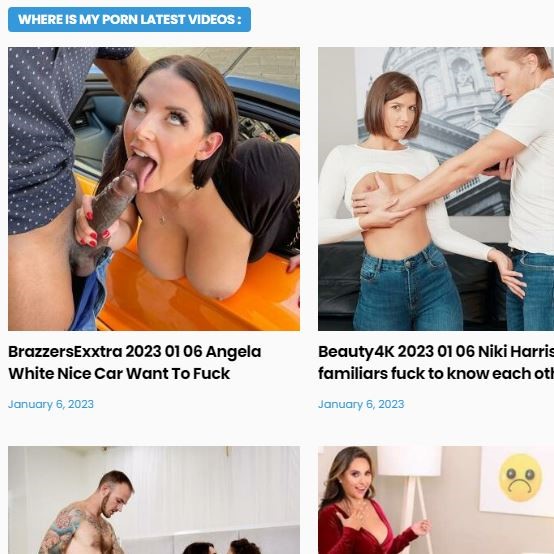 WHERE IS MY PORN LATEST VIDEOS :
BrazzersExxtra 2023 01 06 Angela
White Nice Car Want To Fuck
January 6, 2023
Beauty4K 2023 01 06 Niki Harris
familiars fuck to know each
January 6, 2023